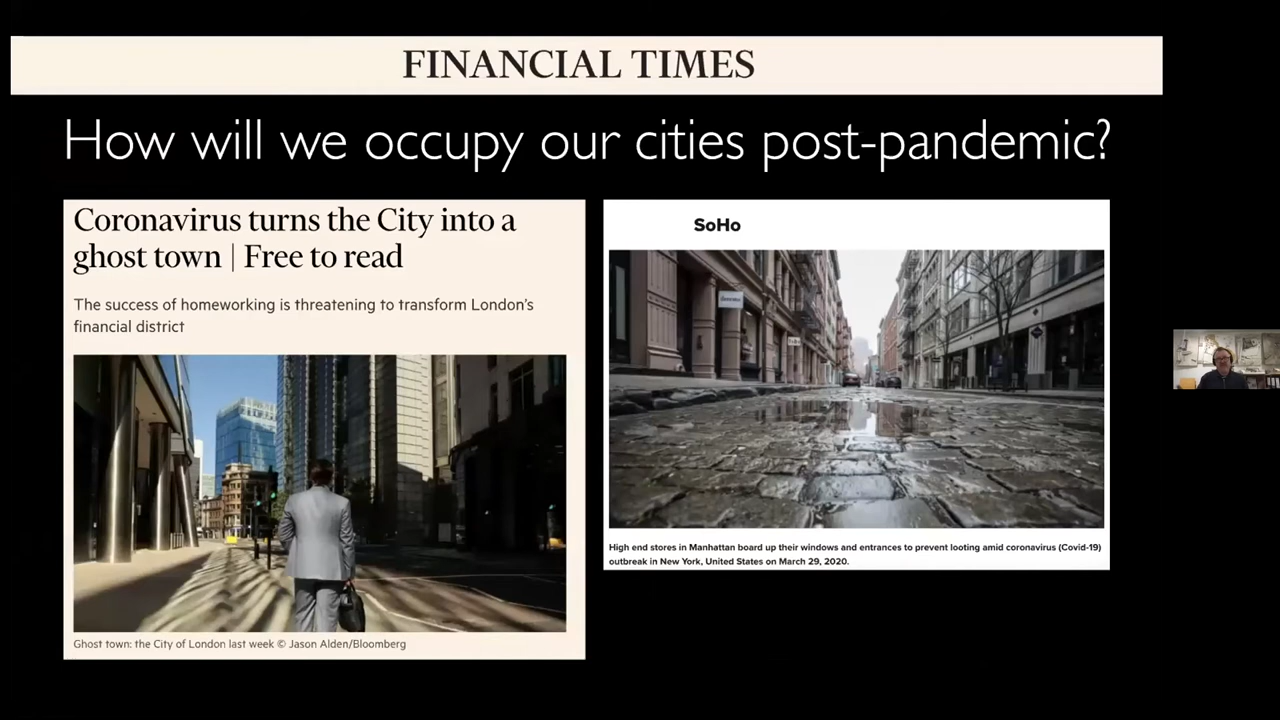 FINANCIAL TIMES
How will we occupy our cities post-pandemic?
Coronavirus turns the City into a
ghost town | Free to read
The success of homeworking is threatening to transform London's
financial district
Ghost town: the City of London last week © Jason Alden/Bloomberg
SoHo
High end stores in Manhattan board up their windows and entrances to prevent looting amid coronavirus (Covid-19)
outbreak in New York, United States on March 29, 2020.